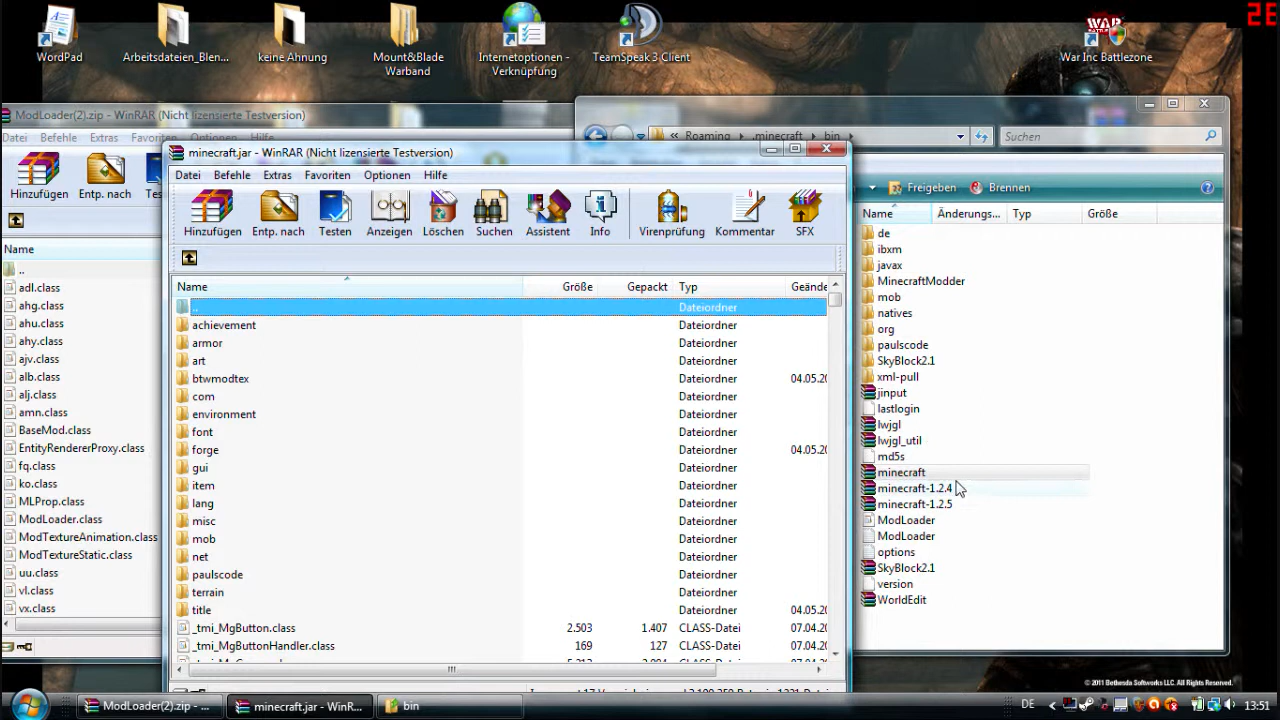 WordPad
Arbeitsdateien_Blen...
keine Ahnung
Mount&Blade
Warband
Internetoptionen -
Verknüpfung
TeamSpeak 3 Client
WAR
War Inc Battlezone
ModLoader(2).zip - WinRAR (Nicht lizensierte Testversion)
Datei Befehle Extras Favoriten Optionen Hilfe
Hinzufügen Entp. nach
Name
..
adl.class
ahg.class
ahu.class
ahy.class
ajv.class
alb.class
alj.class
amn.class
BaseMod.class
EntityRendererProxy.class
fq.class
ko.class
MLProp.class
ModLoader.class
ModTextureAnimation.class
ModTextureStatic.class
uu.class
vl.class
vx.class
minecraft.jar - WinRAR (Nicht lizensierte Testversion)
Datei Befehle Extras Favoriten Optionen Hilfe
Hinzufügen Entp. nach Testen Anzeigen Löschen Suchen Assistent Info Virenprüfung Kommentar SFX
Name Größe Gepackt Typ Geände
.. Dateiordner
achievement Dateiordner
armor Dateiordner
art Dateiordner
btwmodtex Dateiordner 04.05.20
com Dateiordner
environment Dateiordner
font Dateiordner
forge Dateiordner 04.05.20
gui Dateiordner
item Dateiordner
lang Dateiordner
misc Dateiordner
mob Dateiordner
net Dateiordner
paulscode Dateiordner
terrain Dateiordner
title Dateiordner 04.05.20
_tmi_MgButton.class 2.503 1.407 CLASS-Datei 07.04.20
_tmi_MgButtonHandler.class 169 127 CLASS-Datei 07.04.20
« Roaming .minecraft bin
Suchen
Freigeben Brennen
Name Änderungs... Typ Größe
de
ibxm
javax
MinecraftModder
mob
natives
org
paulscode
SkyBlock2.1
xml-pull
jinput
lastlogin
lwjgl
lwjgl_util
md5s
minecraft
minecraft-1.2.4
minecraft-1.2.5
ModLoader
ModLoader
options
SkyBlock2.1
version
WorldEdit
© 2011 Bethesda Softworks LLC. All Rights Reserved.
ModLoader(2).zip - ...
minecraft.jar - WinR...
bin
DE
13:51